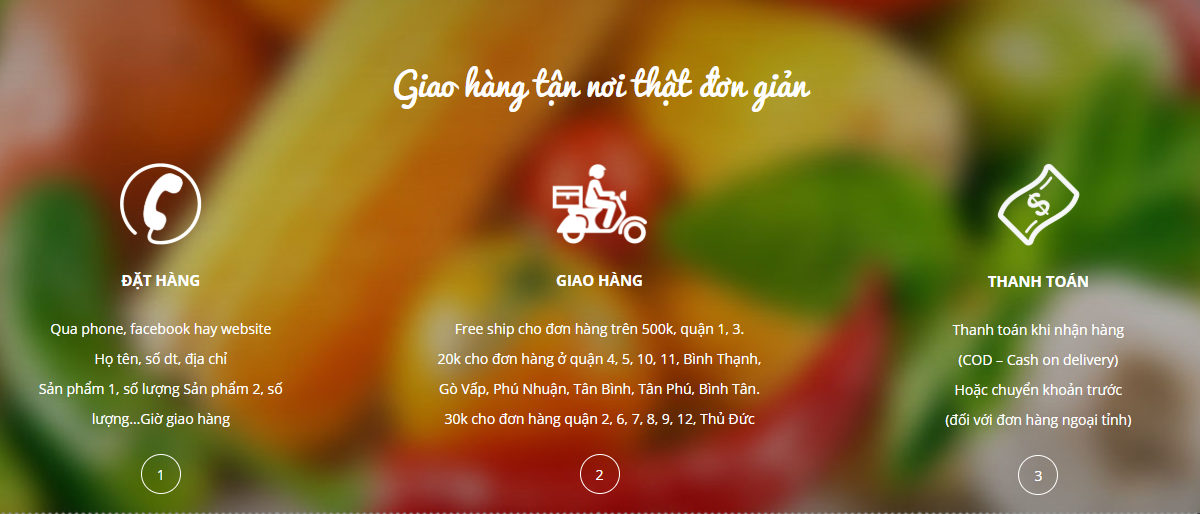 Giao hàng tận nơi thật đơn giản
ĐẶT HÀNG
Qua phone, facebook hay website
Họ tên, số dt, địa chỉ
Sản phẩm 1, số lượng Sản phẩm 2, số
lượng...Giờ giao hàng
1
GIAO HÀNG
Free ship cho đơn hàng trên 500k, quận 1, 3.
20k cho đơn hàng ở quận 4, 5, 10, 11, Bình Thạnh,
Gò Vấp, Phú Nhuận, Tân Bình, Tân Phú, Bình Tân.
30k cho đơn hàng quận 2, 6, 7, 8, 9, 12, Thủ Đức
2
THANH TOÁN
Thanh toán khi nhận hàng
(COD – Cash on delivery)
Hoặc chuyển khoản trước
(đối với đơn hàng ngoại tỉnh)
3